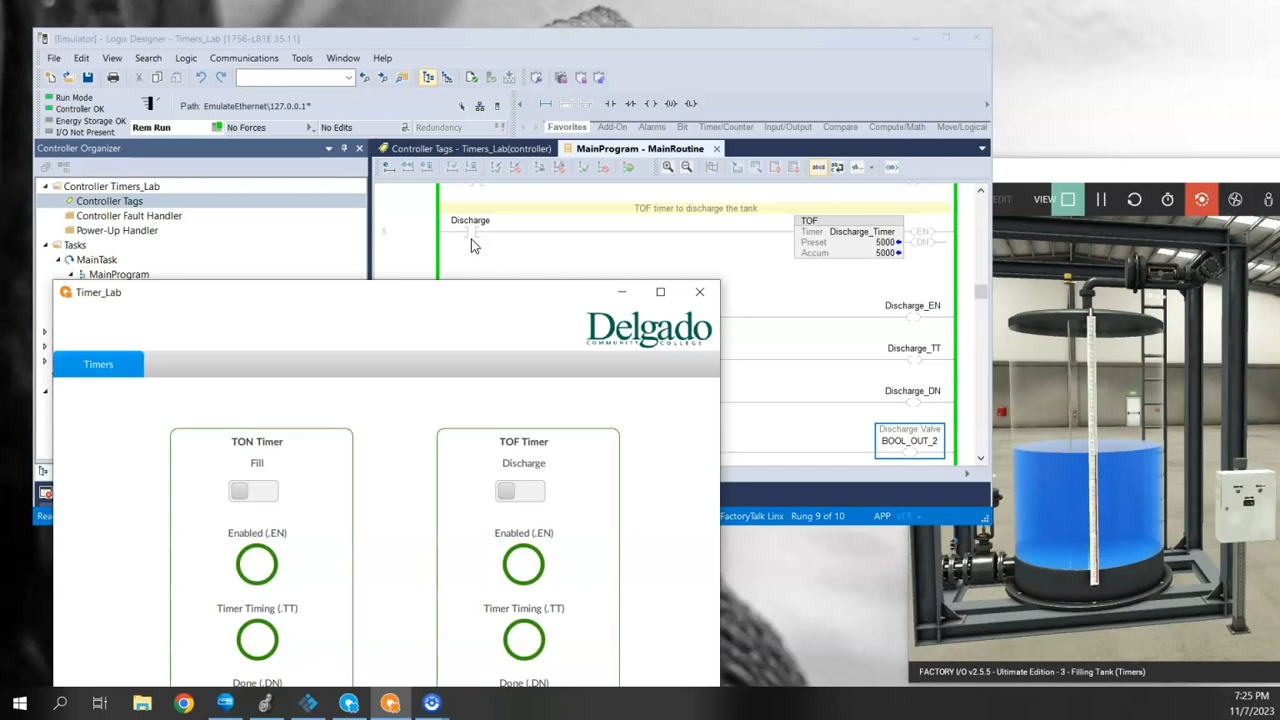 [Emulator] - Logix Designer - Timers_Lab [1756-L81E 35.11]
File Edit View Search Logic Communications Tools Window Help
Run Mode
Controller OK
Energy Storage OK
I/O Not Present
Path: EmulateEthernet\127.0.0.1*
Rem Run No Forces No Edits Redundancy
Favorites Add-On Alarms Bit Timer/Counter Input/Output Compare Compute/Math Move/Logical
Controller Organizer
Controller Tags - Timers_Lab(controller) MainProgram - MainRoutine
Controller Timers_Lab
Controller Tags
Controller Fault Handler
Power-Up Handler
Tasks
MainTask
MainProgram
TOF timer to discharge the tank
5
Discharge
TOF
Timer Discharge_Timer
Preset 5000
Accum 5000
EN
DN
Discharge_EN
Discharge_TT
Discharge_DN
Discharge Valve
BOOL_OUT_2
FactoryTalk Linx Rung 9 of 10 APP VER -
Timer_Lab
Delgado
COMMUNITY COLLEGE
Timers
TON Timer
Fill
Enabled (.EN)
Timer Timing (.TT)
Done (.DN)
TOF Timer
Discharge
Enabled (.EN)
Timer Timing (.TT)
Done (.DN)
EDIT VIEW
FACTORY I/O v2.5.5 - Ultimate Edition - 3 - Filling Tank (Timers)
7:25 PM
11/7/2023